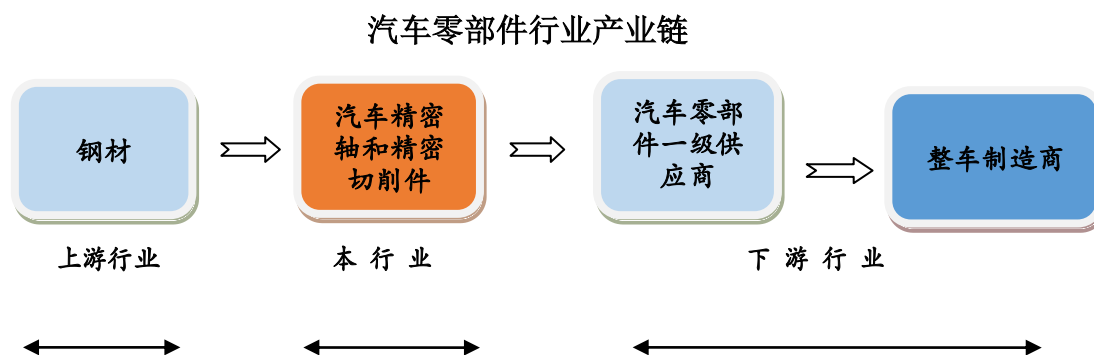 汽车零部件行业产业链
钢材
汽车精密
轴和精密
切削件
汽车零部
件一级供
应商
整车制造商
上游行业
本 行 业
下 游 行 业